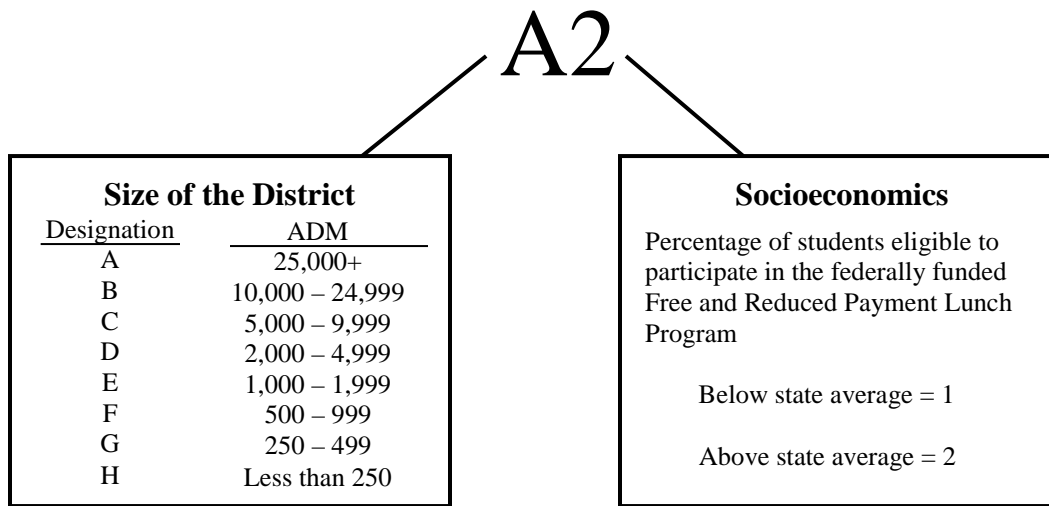 A2
Size of the District
Designation ADM
A 25,000+
B 10,000 – 24,999
C 5,000 – 9,999
D 2,000 – 4,999
E 1,000 – 1,999
F 500 – 999
G 250 – 499
H Less than 250
Socioeconomics
Percentage of students eligible to
participate in the federally funded
Free and Reduced Payment Lunch
Program
Below state average = 1
Above state average = 2